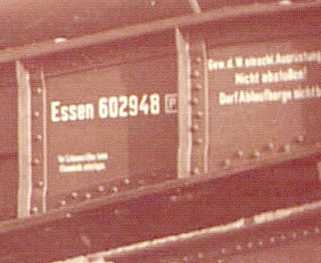 Essen 602948 P
Gew. d. W. einschl. Ausrüstung
Nicht abstoßen!
Darf Ablaufberge nicht b